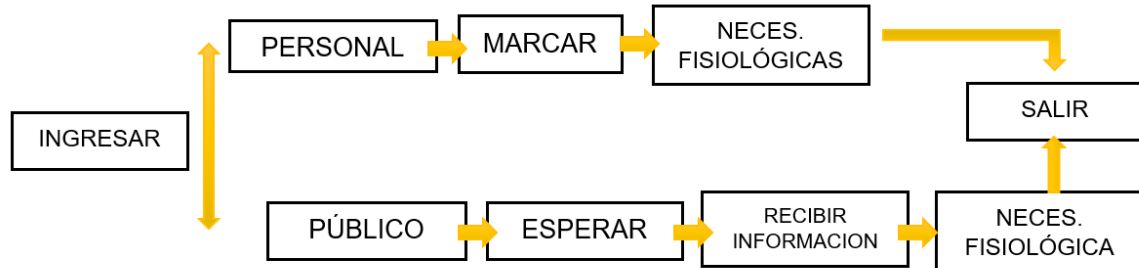 INGRESAR
PERSONAL
MARCAR
NECES.
FISIOLÓGICAS
SALIR
PÚBLICO
ESPERAR
RECIBIR
INFORMACION
NECES.
FISIOLÓGICA